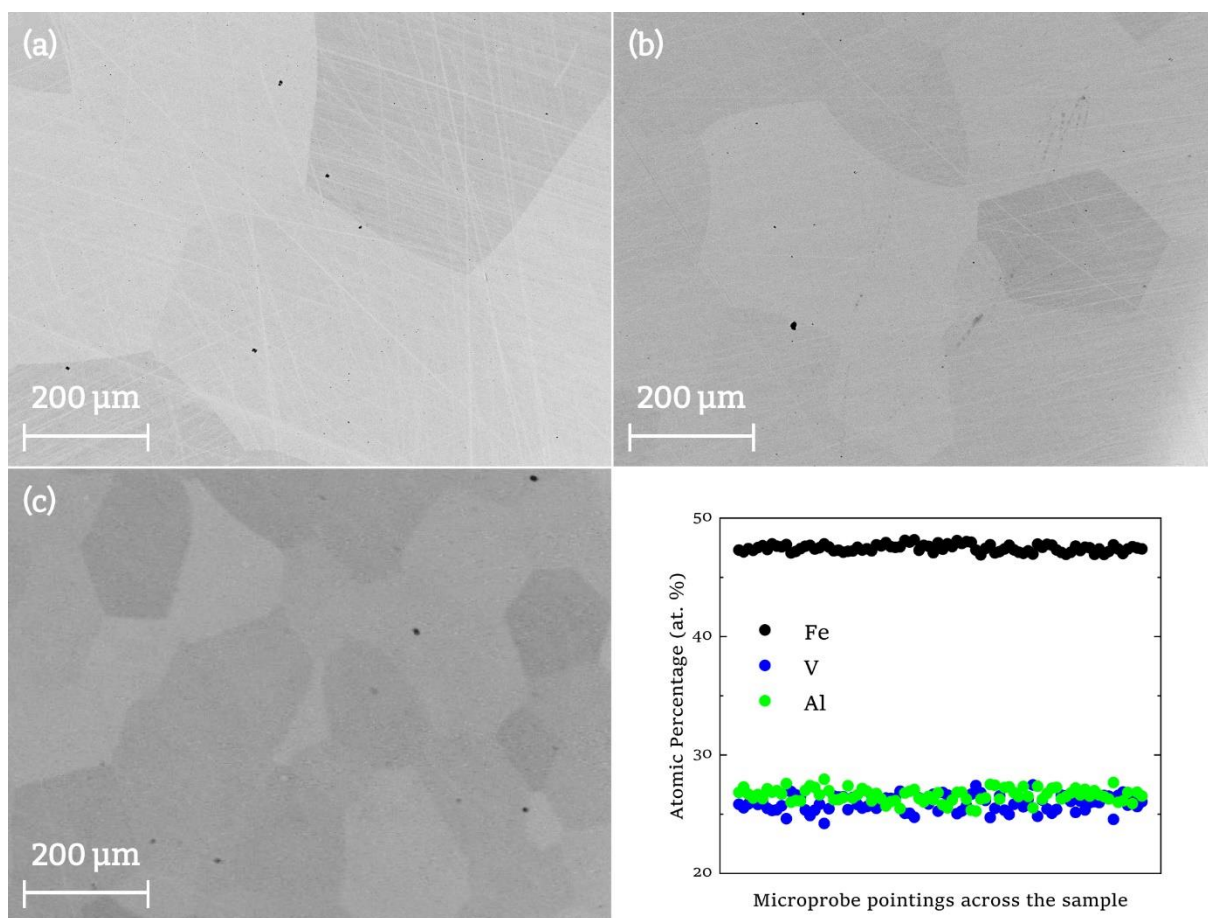 (a)
200 μm
(b)
200 μm
(c)
200 μm
50
40
30
20
Atomic Percentage (at. %)
Fe
V
Al
Microprobe pointings across the sample